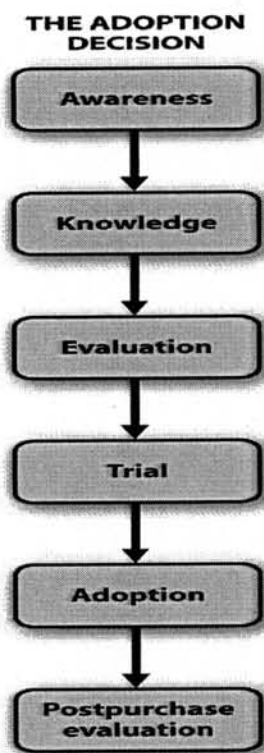 THE ADOPTION
DECISION
Awareness
Knowledge
Evaluation
Trial
Adoption
Postpurchase
evaluation